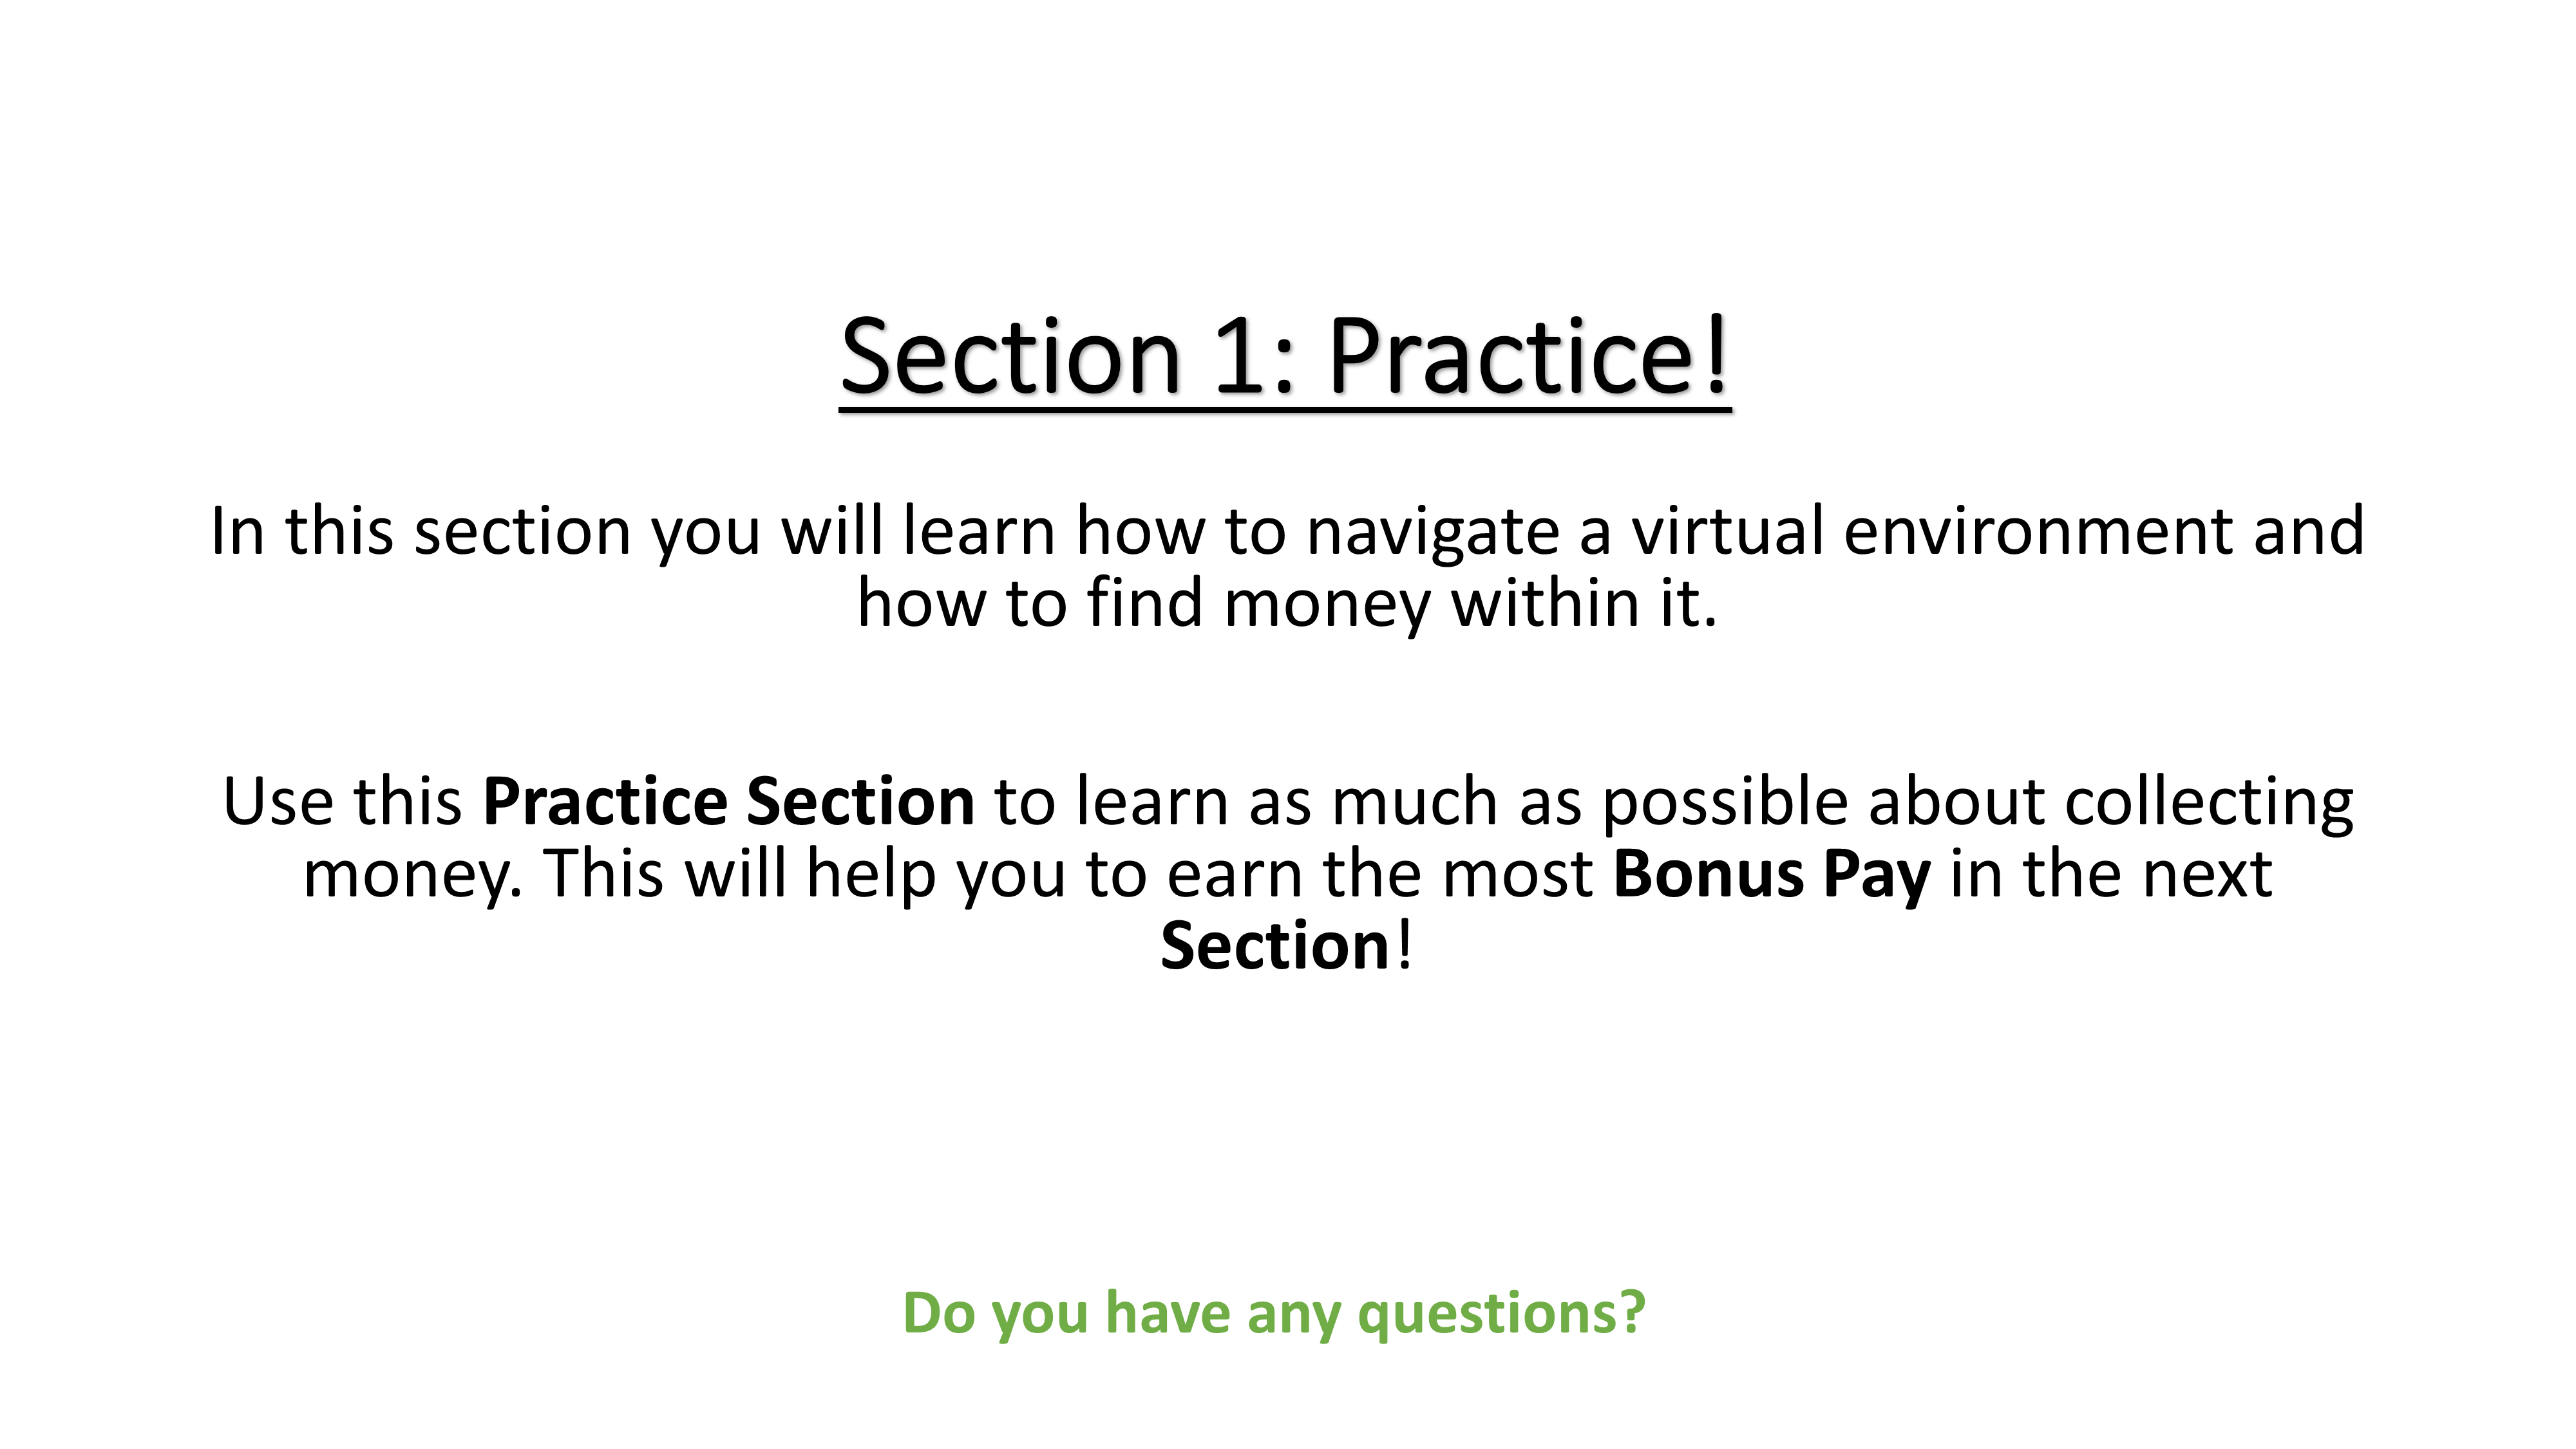 Section 1: Practice!
In this section you will learn how to navigate a virtual environment and
how to find money within it.
Use this Practice Section to learn as much as possible about collecting
money. This will help you to earn the most Bonus Pay in the next
Section!
Do you have any questions?